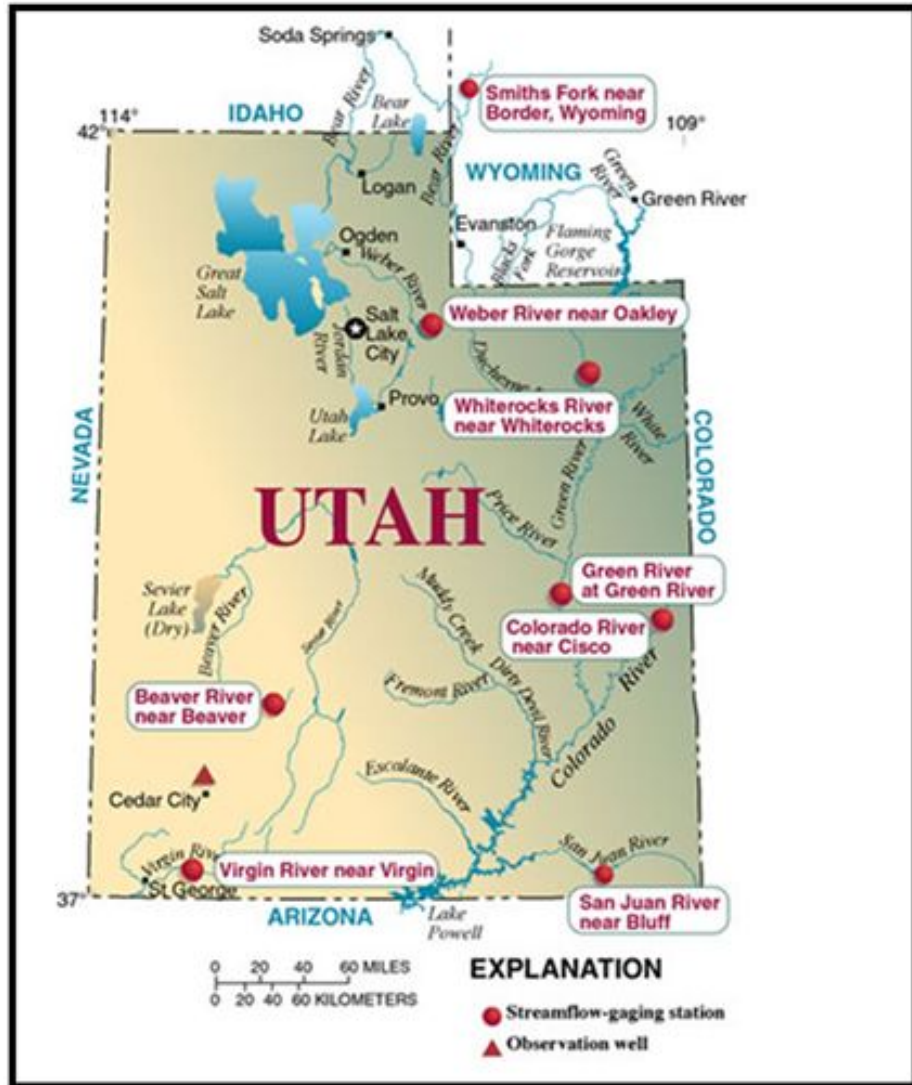 Soda Springs
114°
42°
IDAHO
Bear River
Bear
Lake
Bear River
Smiths Fork near
Border, Wyoming
109°
WYOMING
Green
River
Green River
Logan
Evanston
Blacks
Fork
Flaming
Gorge
Reservoir
Ogden
Weber River
Great
Salt
Lake
Salt
Lake
City
Jordan
River
Weber River near Oakley
Utah
Lake
Provo
Whiterocks River
near Whiterocks
White
River
NEVADA
COLORADO
UTAH
Green River
Price River
Sevier
Lake
(Dry)
Beaver River
Muddy Creek
Green River
at Green River
Colorado River
near Cisco
Fremont River
Dirty Devil River
Colorado
River
Beaver River
near Beaver
Escalante River
Cedar City
Virgin River near Virgin
St George
San Juan River
San Juan River
near Bluff
37°
ARIZONA
Lake
Powell
0 20 40 60 MILES
0 20 40 60 KILOMETERS
EXPLANATION
Streamflow-gaging station
Observation well